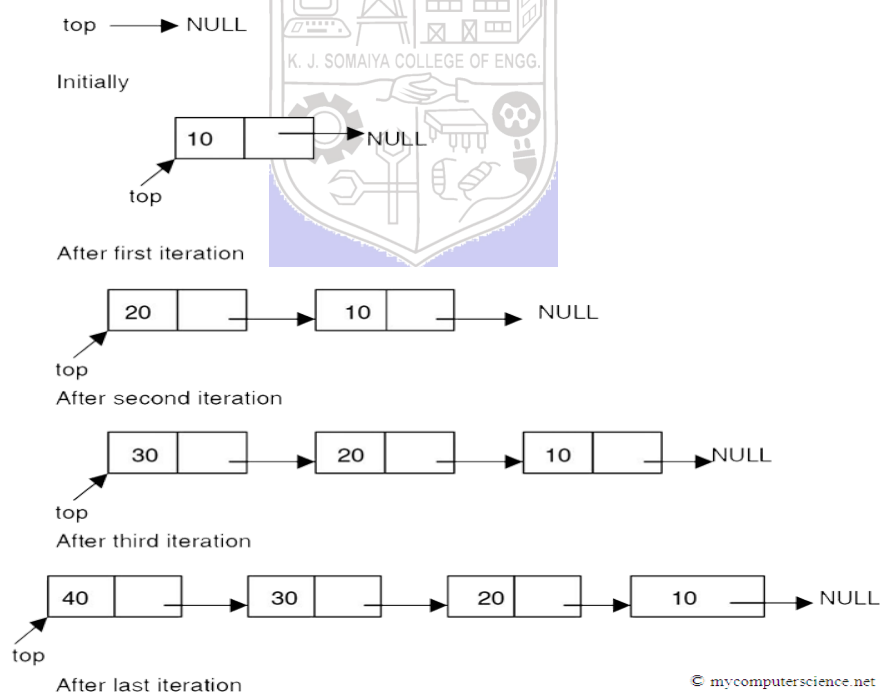 top NULL
K. J. SOMAIYA COLLEGE OF ENGG.
Initially
10 NULL
top
After first iteration
20 10 NULL
top
After second iteration
30 20 10 NULL
top
After third iteration
40 30 20 10 NULL
top
After last iteration
© mycomputerscience.net